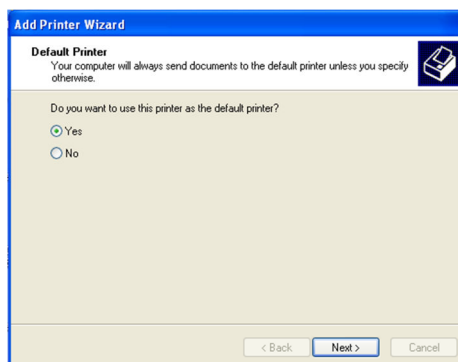 Add Printer Wizard
Default Printer
Your computer will always send documents to the default printer unless you specify
otherwise.
Do you want to use this printer as the default printer?
Yes
No
< Back
Next >
Cancel